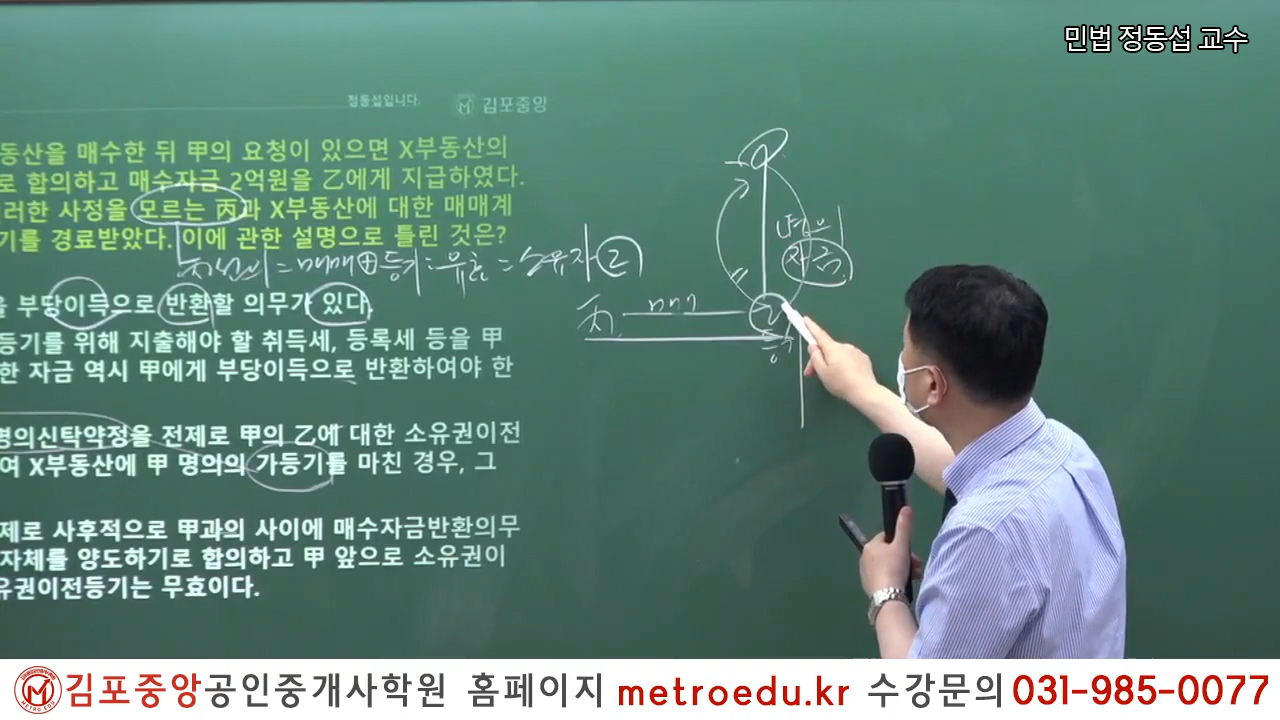 민법 정동섭 교수
정동섭입니다. 김포중앙
동산을 매수한 뒤 甲의 요청이 있으면 X부동산의
로 합의하고 매수자금 2억원을 乙에게 지급하였다.
러한 사정을 모르는 丙과 X부동산에 대한 매매계
기를 경료받았다. 이에 관한 설명으로 틀린 것은?
= 매매 ⊕ 등기 : 유효 = 소유자 ②
을 부당이득으로 반환할 의무가 있다.
등기를 위해 지출해야 할 취득세, 등록세 등을 甲
한 자금 역시 甲에게 부당이득으로 반환하여야 한
명의신탁약정을 전제로 甲의 乙에 대한 소유권이전
여 X부동산에 甲 명의의 가등기를 마친 경우, 그
제로 사후적으로 甲과의 사이에 매수자금반환의무
자체를 양도하기로 합의하고 甲 앞으로 소유권이
유권이전등기는 무효이다.
명의
자금
김포중앙공인중개사학원 홈페이지 metroedu.kr 수강문의 031-985-0077